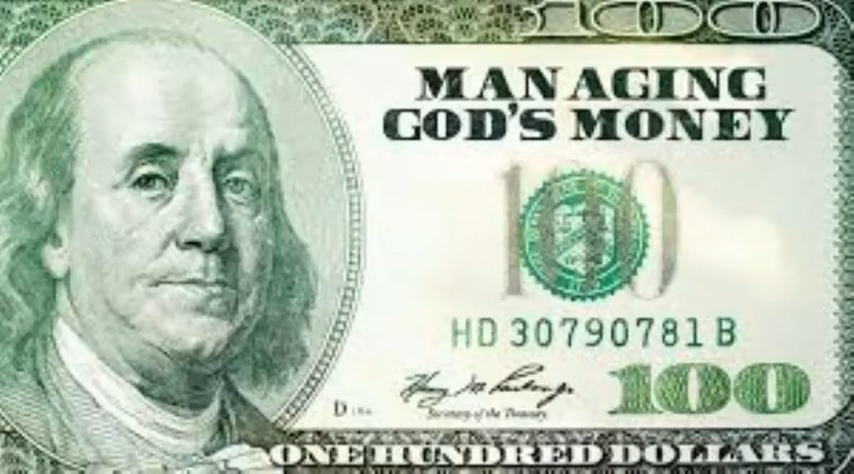 100
MANAGING
GOD'S MONEY
100
HD 30790781 B
D
Secretary of the Treasury.
100
ONE HUNDRED DOLLARS